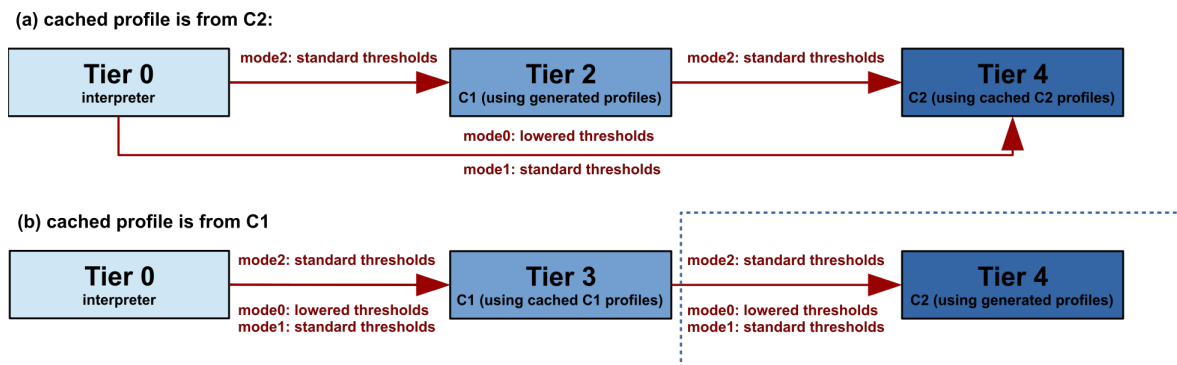 (a) cached profile is from C2:
Tier 0
interpreter
mode2: standard thresholds
Tier 2
C1 (using generated profiles)
mode2: standard thresholds
Tier 4
C2 (using cached C2 profiles)
mode0: lowered thresholds
mode1: standard thresholds
(b) cached profile is from C1
Tier 0
interpreter
mode2: standard thresholds
mode0: lowered thresholds
mode1: standard thresholds
Tier 3
C1 (using cached C1 profiles)
mode2: standard thresholds
mode0: lowered thresholds
mode1: standard thresholds
Tier 4
C2 (using generated profiles)